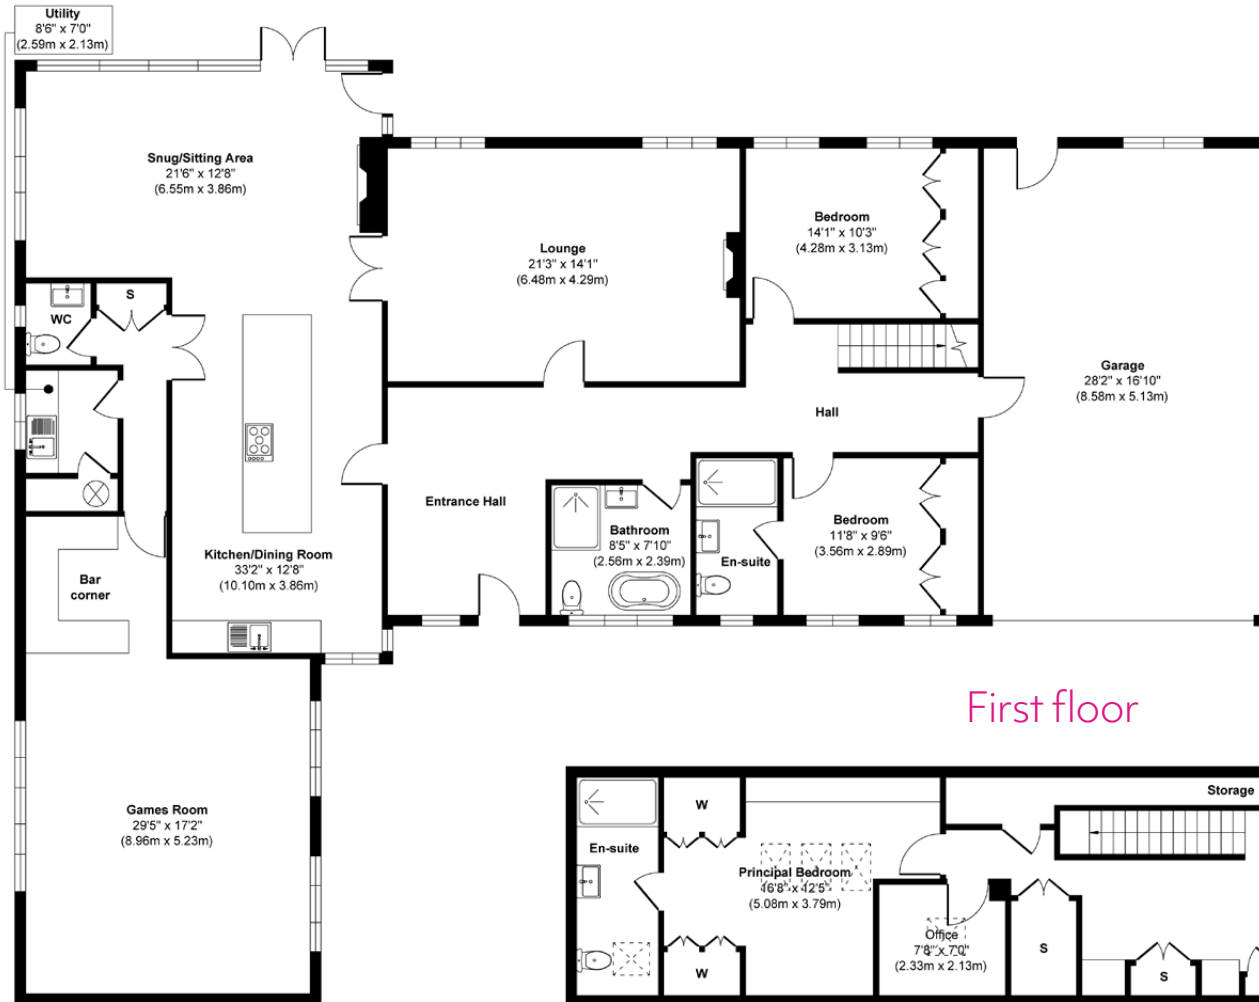 Utility
8'6" x 7'0"
(2.59m x 2.13m)
Snug/Sitting Area
21'6" x 12'8"
(6.55m x 3.86m)
Lounge
21'3" x 14'1"
(6.48m x 4.29m)
Bedroom
14'1" x 10'3"
(4.28m x 3.13m)
S
WC
Garage
28'2" x 16'10"
(8.58m x 5.13m)
Hall
Entrance Hall
Bathroom
8'5" x 7'10"
(2.56m x 2.39m)
En-suite
Bedroom
11'8" x 9'6"
(3.56m x 2.89m)
Kitchen/Dining Room
33'2" x 12'8"
(10.10m x 3.86m)
Bar
corner
Games Room
29'5" x 17'2"
(8.96m x 5.23m)
First floor
Storage
W
En-suite
Principal Bedroom
16'8" x 12'5"
(5.08m x 3.79m)
Office
7'8" x 7'0"
(2.33m x 2.13m)
S
W
S